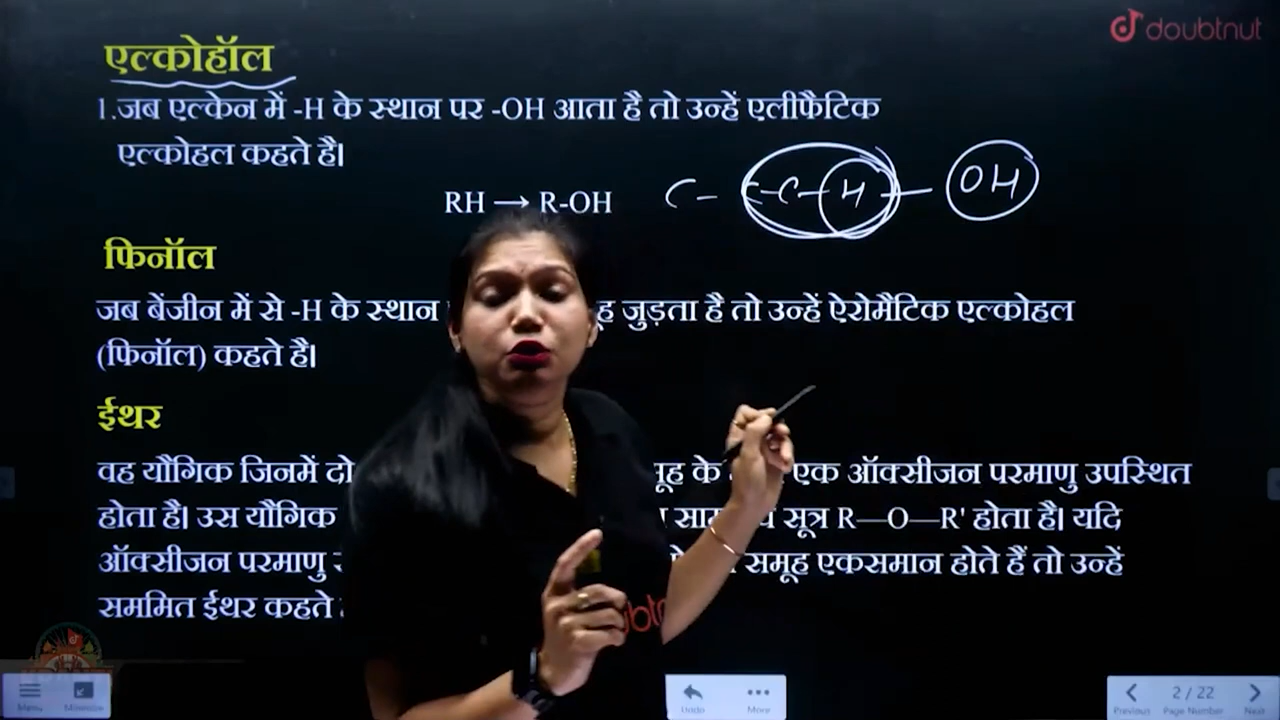 doubtnut
एल्कोहॉल
1.जब एल्केन में -H के स्थान पर -OH आता है तो उन्हें एलीफैटिक
एल्कोहल कहते है।
RH → R-OH
C - C - C - H - OH
फिनॉल
जब बेंजीन में से -H के स्थान जुड़ता है तो उन्हें ऐरोमैटिक एल्कोहल
(फिनॉल) कहते है।
ईथर
वह यौगिक जिनमें दो के एक ऑक्सीजन परमाणु उपस्थित
होता है। उस यौगिक सूत्र R—O—R' होता है। यदि
ऑक्सीजन परमाणु समूह एकसमान होते हैं तो उन्हें
सममित ईथर कहते
Menu Minimize Undo More Previous 2 / 22 Page Number Next